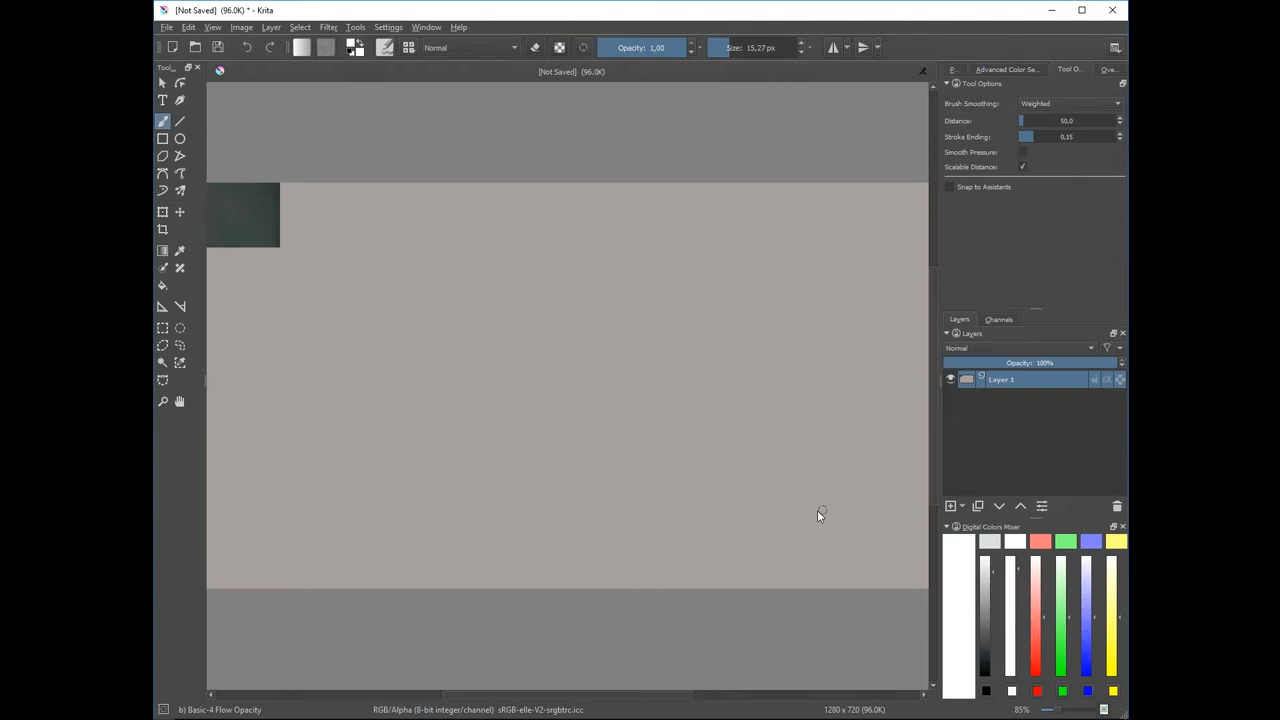 [Not Saved] (96.0K) * - Krita
File Edit View Image Layer Select Filter Tools Settings Window Help
Normal Opacity: 1,00 Size: 15,27 px
Tool...
[Not Saved] (96.0K)
P... Advanced Color Se... Tool O... Ove...
Tool Options
Brush Smoothing: Weighted
Distance: 50,0
Stroke Ending: 0,15
Smooth Pressure:
Scalable Distance:
Snap to Assistants
Layers Channels
Layers
Normal
Opacity: 100%
Layer 1
Digital Colors Mixer
b) Basic-4 Flow Opacity RGB/Alpha (8-bit integer/channel) sRGB-elle-V2-srgbtrc.icc 1280 x 720 (96.0K) 85%